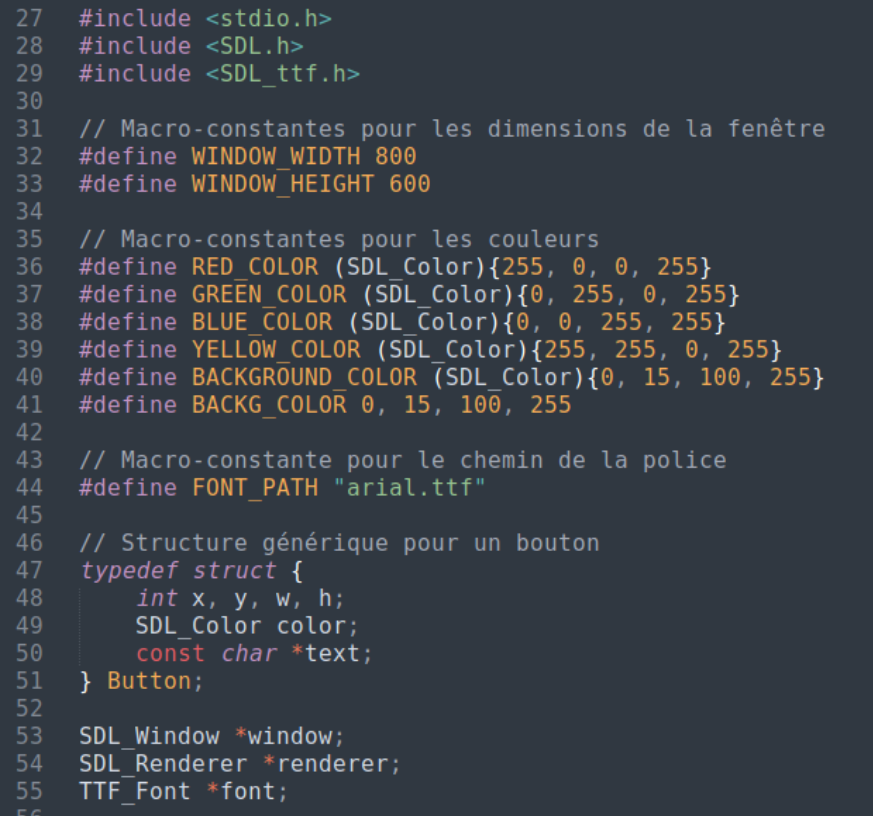 27 #include <stdio.h>
28 #include <SDL.h>
29 #include <SDL_ttf.h>
30
31 // Macro-constantes pour les dimensions de la fenêtre
32 #define WINDOW_WIDTH 800
33 #define WINDOW_HEIGHT 600
34
35 // Macro-constantes pour les couleurs
36 #define RED_COLOR (SDL_Color){255, 0, 0, 255}
37 #define GREEN_COLOR (SDL_Color){0, 255, 0, 255}
38 #define BLUE_COLOR (SDL_Color){0, 0, 255, 255}
39 #define YELLOW_COLOR (SDL_Color){255, 255, 0, 255}
40 #define BACKGROUND_COLOR (SDL_Color){0, 15, 100, 255}
41 #define BACKG_COLOR 0, 15, 100, 255
42
43 // Macro-constante pour le chemin de la police
44 #define FONT_PATH "arial.ttf"
45
46 // Structure générique pour un bouton
47 typedef struct {
48     int x, y, w, h;
49     SDL_Color color;
50     const char *text;
51 } Button;
52
53 SDL_Window *window;
54 SDL_Renderer *renderer;
55 TTF_Font *font;